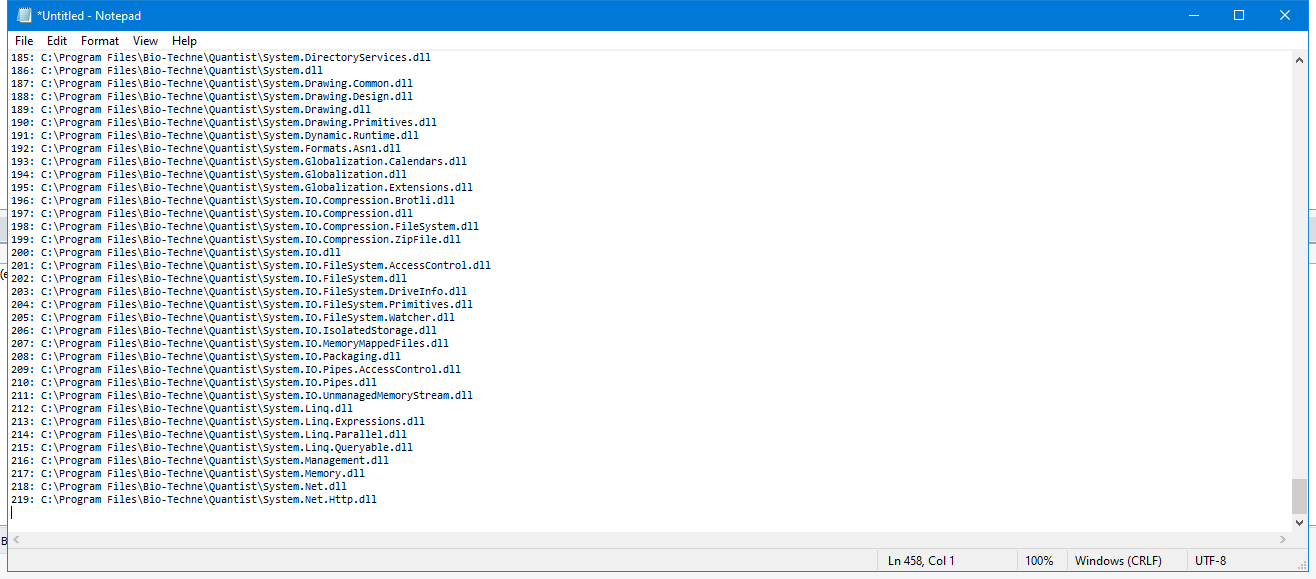 *Untitled - Notepad
File Edit Format View Help
185: C:\Program Files\Bio-Techne\Quantist\System.DirectoryServices.dll
186: C:\Program Files\Bio-Techne\Quantist\System.dll
187: C:\Program Files\Bio-Techne\Quantist\System.Drawing.Common.dll
188: C:\Program Files\Bio-Techne\Quantist\System.Drawing.Design.dll
189: C:\Program Files\Bio-Techne\Quantist\System.Drawing.dll
190: C:\Program Files\Bio-Techne\Quantist\System.Drawing.Primitives.dll
191: C:\Program Files\Bio-Techne\Quantist\System.Dynamic.Runtime.dll
192: C:\Program Files\Bio-Techne\Quantist\System.Formats.Asn1.dll
193: C:\Program Files\Bio-Techne\Quantist\System.Globalization.Calendars.dll
194: C:\Program Files\Bio-Techne\Quantist\System.Globalization.dll
195: C:\Program Files\Bio-Techne\Quantist\System.Globalization.Extensions.dll
196: C:\Program Files\Bio-Techne\Quantist\System.IO.Compression.Brotli.dll
197: C:\Program Files\Bio-Techne\Quantist\System.IO.Compression.dll
198: C:\Program Files\Bio-Techne\Quantist\System.IO.Compression.FileSystem.dll
199: C:\Program Files\Bio-Techne\Quantist\System.IO.Compression.ZipFile.dll
200: C:\Program Files\Bio-Techne\Quantist\System.IO.dll
201: C:\Program Files\Bio-Techne\Quantist\System.IO.FileSystem.AccessControl.dll
202: C:\Program Files\Bio-Techne\Quantist\System.IO.FileSystem.dll
203: C:\Program Files\Bio-Techne\Quantist\System.IO.FileSystem.DriveInfo.dll
204: C:\Program Files\Bio-Techne\Quantist\System.IO.FileSystem.Primitives.dll
205: C:\Program Files\Bio-Techne\Quantist\System.IO.FileSystem.Watcher.dll
206: C:\Program Files\Bio-Techne\Quantist\System.IO.IsolatedStorage.dll
207: C:\Program Files\Bio-Techne\Quantist\System.IO.MemoryMappedFiles.dll
208: C:\Program Files\Bio-Techne\Quantist\System.IO.Packaging.dll
209: C:\Program Files\Bio-Techne\Quantist\System.IO.Pipes.AccessControl.dll
210: C:\Program Files\Bio-Techne\Quantist\System.IO.Pipes.dll
211: C:\Program Files\Bio-Techne\Quantist\System.IO.UnmanagedMemoryStream.dll
212: C:\Program Files\Bio-Techne\Quantist\System.Linq.dll
213: C:\Program Files\Bio-Techne\Quantist\System.Linq.Expressions.dll
214: C:\Program Files\Bio-Techne\Quantist\System.Linq.Parallel.dll
215: C:\Program Files\Bio-Techne\Quantist\System.Linq.Queryable.dll
216: C:\Program Files\Bio-Techne\Quantist\System.Management.dll
217: C:\Program Files\Bio-Techne\Quantist\System.Memory.dll
218: C:\Program Files\Bio-Techne\Quantist\System.Net.dll
219: C:\Program Files\Bio-Techne\Quantist\System.Net.Http.dll
Ln 458, Col 1 100% Windows (CRLF) UTF-8